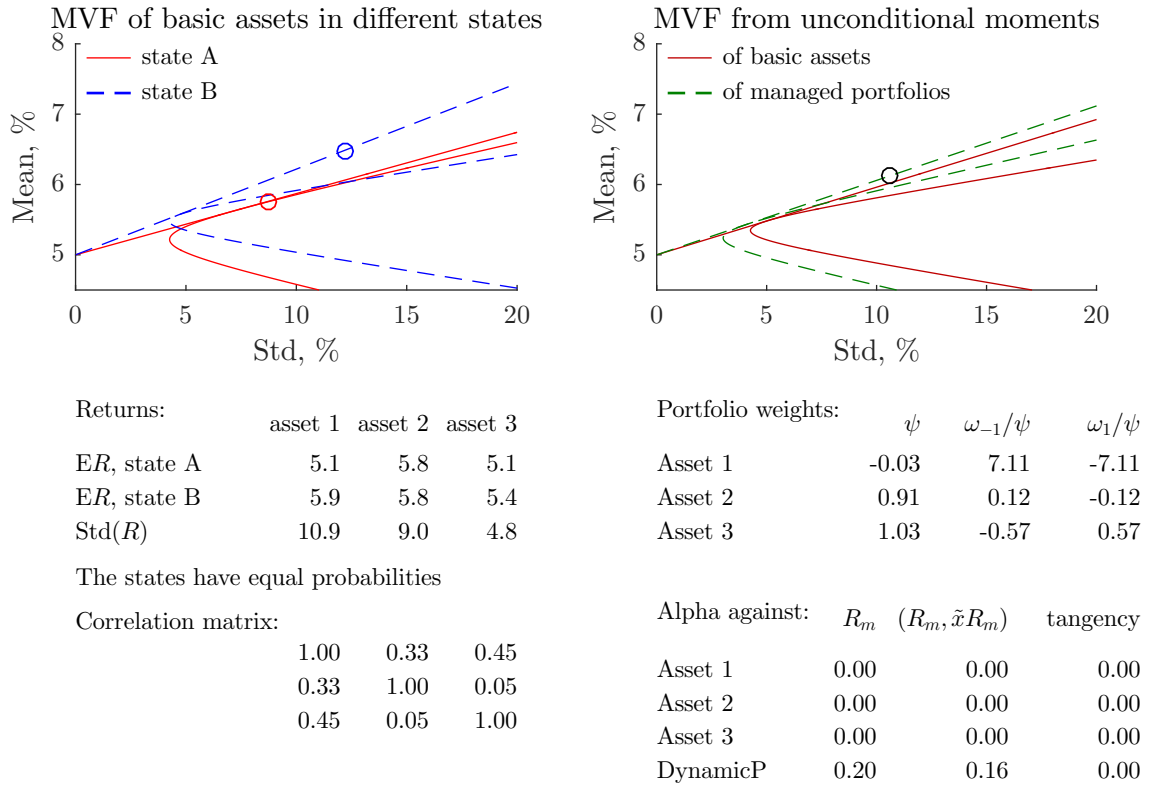 MVF of basic assets in different states
8
7
6
5
state A
state B
Mean, %
0 5 10 15 20
Std, %
MVF from unconditional moments
8
7
6
5
of basic assets
of managed portfolios
Mean, %
0 5 10 15 20
Std, %
Returns:
asset 1 asset 2 asset 3
ER, state A 5.1 5.8 5.1
ER, state B 5.9 5.8 5.4
Std(R) 10.9 9.0 4.8
The states have equal probabilities
Correlation matrix:
1.00 0.33 0.45
0.33 1.00 0.05
0.45 0.05 1.00
Portfolio weights:
ψ ω₋₁/ψ ω₁/ψ
Asset 1 -0.03 7.11 -7.11
Asset 2 0.91 0.12 -0.12
Asset 3 1.03 -0.57 0.57
Alpha against: Rₘ (Rₘ, x̃Rₘ) tangency
Asset 1 0.00 0.00 0.00
Asset 2 0.00 0.00 0.00
Asset 3 0.00 0.00 0.00
DynamicP 0.20 0.16 0.00